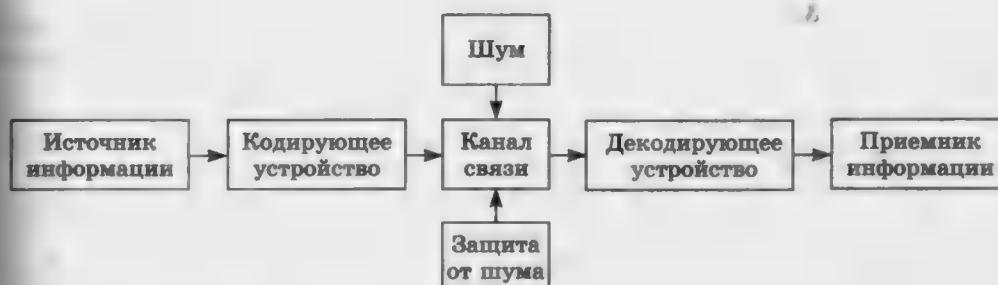 Шум
Источник
информации
Кодирующее
устройство
Канал
связи
Декодирующее
устройство
Приемник
информации
Защита
от шума